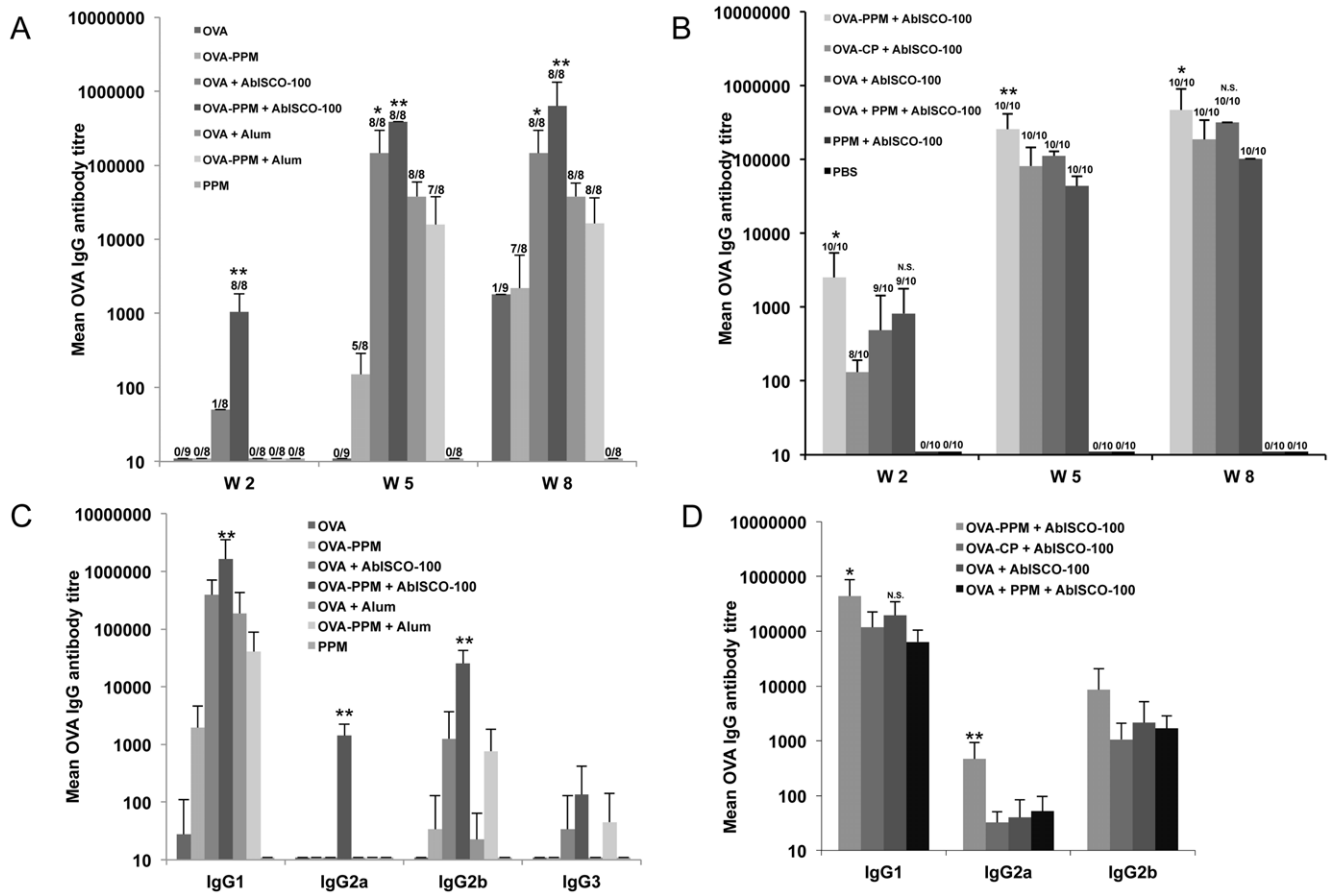 A
10000000
1000000
100000
10000
1000
100
10
Mean OVA IgG antibody titre
OVA
OVA-PPM
OVA + AbISCO-100
OVA-PPM + AbISCO-100
OVA + Alum
OVA-PPM + Alum
PPM
0/9 0/8 1/8 ** 8/8 0/8 0/8 0/8
0/9 5/8 * 8/8 ** 8/8 8/8 7/8 0/8
1/9 7/8 * 8/8 ** 8/8 8/8 8/8 0/8
W 2 W 5 W 8
B
10000000
1000000
100000
10000
1000
100
10
Mean OVA IgG antibody titre
OVA-PPM + AbISCO-100
OVA-CP + AbISCO-100
OVA + AbISCO-100
OVA + PPM + AbISCO-100
PPM + AbISCO-100
PBS
* 10/10 8/10 9/10 N.S. 9/10 0/10 0/10
** 10/10 10/10 10/10 10/10 0/10 0/10
* 10/10 10/10 N.S. 10/10 10/10 0/10 0/10
W 2 W 5 W 8
C
10000000
1000000
100000
10000
1000
100
10
Mean OVA IgG antibody titre
OVA
OVA-PPM
OVA + AbISCO-100
OVA-PPM + AbISCO-100
OVA + Alum
OVA-PPM + Alum
PPM
** ** **
IgG1 IgG2a IgG2b IgG3
D
10000000
1000000
100000
10000
1000
100
10
Mean OVA IgG antibody titre
OVA-PPM + AbISCO-100
OVA-CP + AbISCO-100
OVA + AbISCO-100
OVA + PPM + AbISCO-100
* N.S. **
IgG1 IgG2a IgG2b